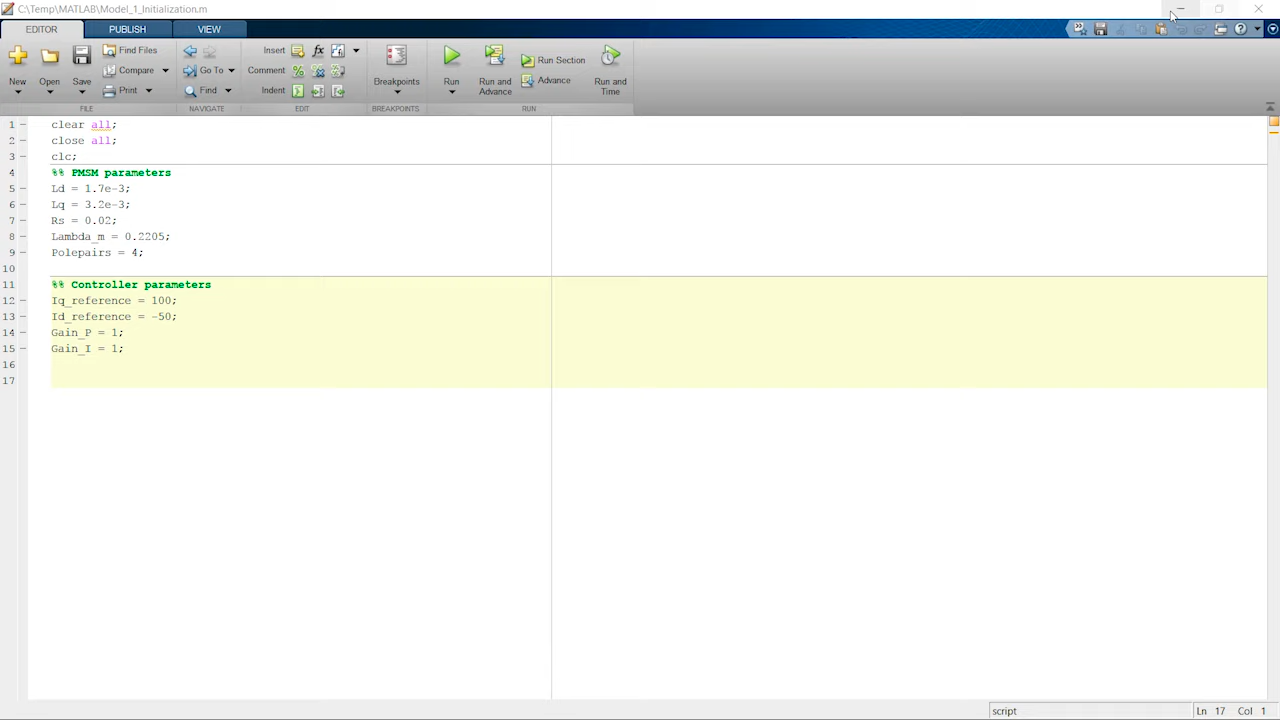 C:\Temp\MATLAB\Model_1_Initialization.m
EDITOR PUBLISH VIEW
New Open Save Find Files Compare Print
FILE
Go To Find
NAVIGATE
Insert fx
Comment
Indent
EDIT
Breakpoints
BREAKPOINTS
Run Run and Advance Run Section Advance Run and Time
RUN
1 clear all;
2 close all;
3 clc;
4 %% PMSM parameters
5 Ld = 1.7e-3;
6 Lq = 3.2e-3;
7 Rs = 0.02;
8 Lambda_m = 0.2205;
9 Polepairs = 4;
10
11 %% Controller parameters
12 Iq_reference = 100;
13 Id_reference = -50;
14 Gain_P = 1;
15 Gain_I = 1;
16
17
script Ln 17 Col 1